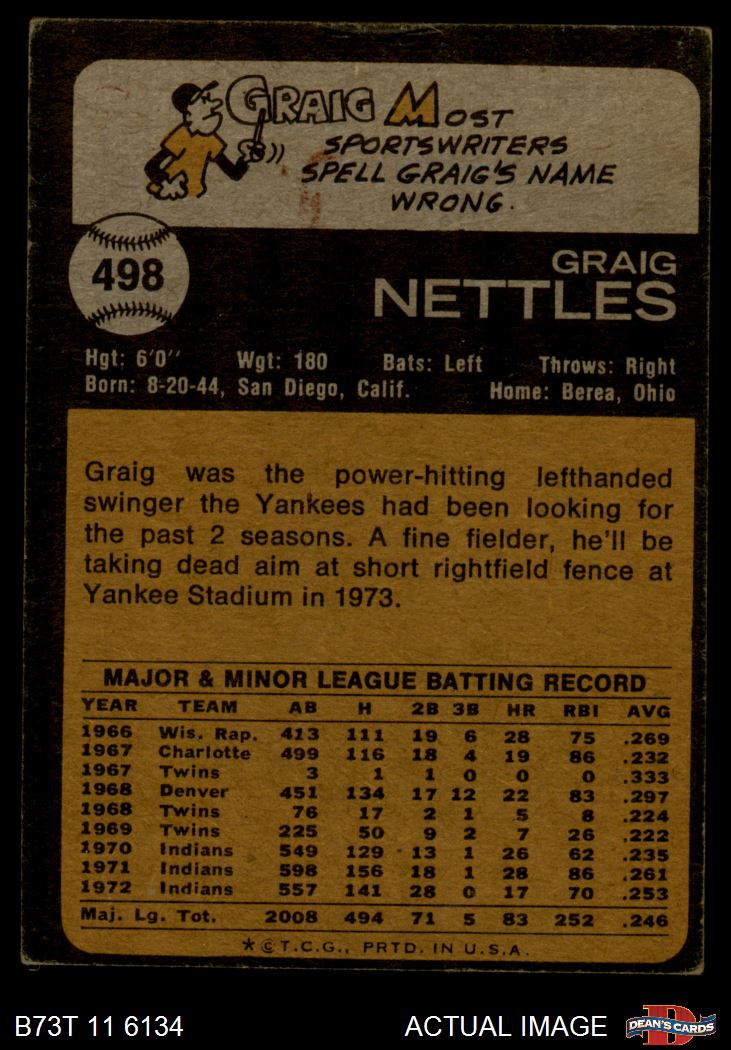 GRAIG MOST
SPORTSWRITERS
SPELL GRAIG'S NAME
WRONG.
498
GRAIG
NETTLES
Hgt: 6'0" Wgt: 180 Bats: Left Throws: Right
Born: 8-20-44, San Diego, Calif. Home: Berea, Ohio
Graig was the power-hitting lefthanded
swinger the Yankees had been looking for
the past 2 seasons. A fine fielder, he'll be
taking dead aim at short rightfield fence at
Yankee Stadium in 1973.
MAJOR & MINOR LEAGUE BATTING RECORD
YEAR TEAM AB H 2B 3B HR RBI AVG
1966 Wis. Rap. 413 111 19 6 28 75 .269
1967 Charlotte 499 116 18 4 19 86 .232
1967 Twins 3 1 1 0 0 0 .333
1968 Denver 451 134 17 12 22 83 .297
1968 Twins 76 17 2 1 5 8 .224
1969 Twins 225 50 9 2 7 26 .222
1970 Indians 549 129 13 1 26 62 .235
1971 Indians 598 156 18 1 28 86 .261
1972 Indians 557 141 28 0 17 70 .253
Maj. Lg. Tot. 2008 494 71 5 83 252 .246
*©T.C.G., PRTD. IN U.S.A.
B73T 11 6134 ACTUAL IMAGE DEAN'S CARDS